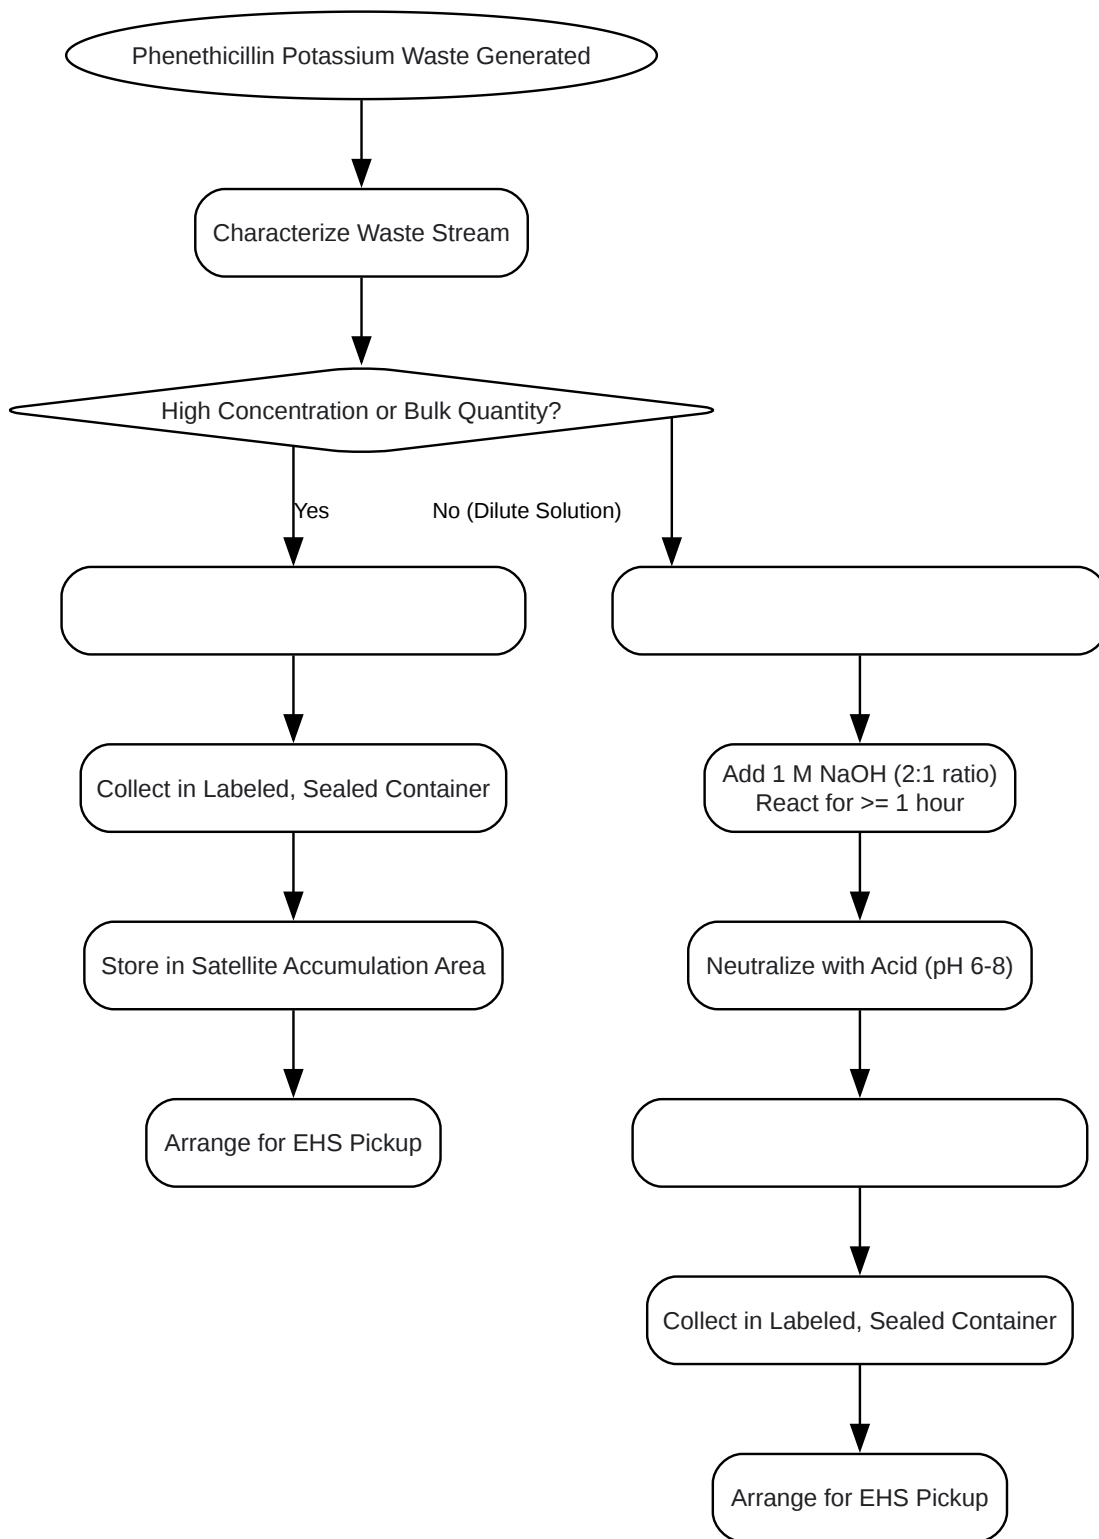 Phenethicillin Potassium Waste Generated
Characterize Waste Stream
High Concentration or Bulk Quantity?
Yes
No (Dilute Solution)
Collect in Labeled, Sealed Container
Add 1 M NaOH (2:1 ratio)
React for >= 1 hour
Store in Satellite Accumulation Area
Neutralize with Acid (pH 6-8)
Arrange for EHS Pickup
Collect in Labeled, Sealed Container
Arrange for EHS Pickup